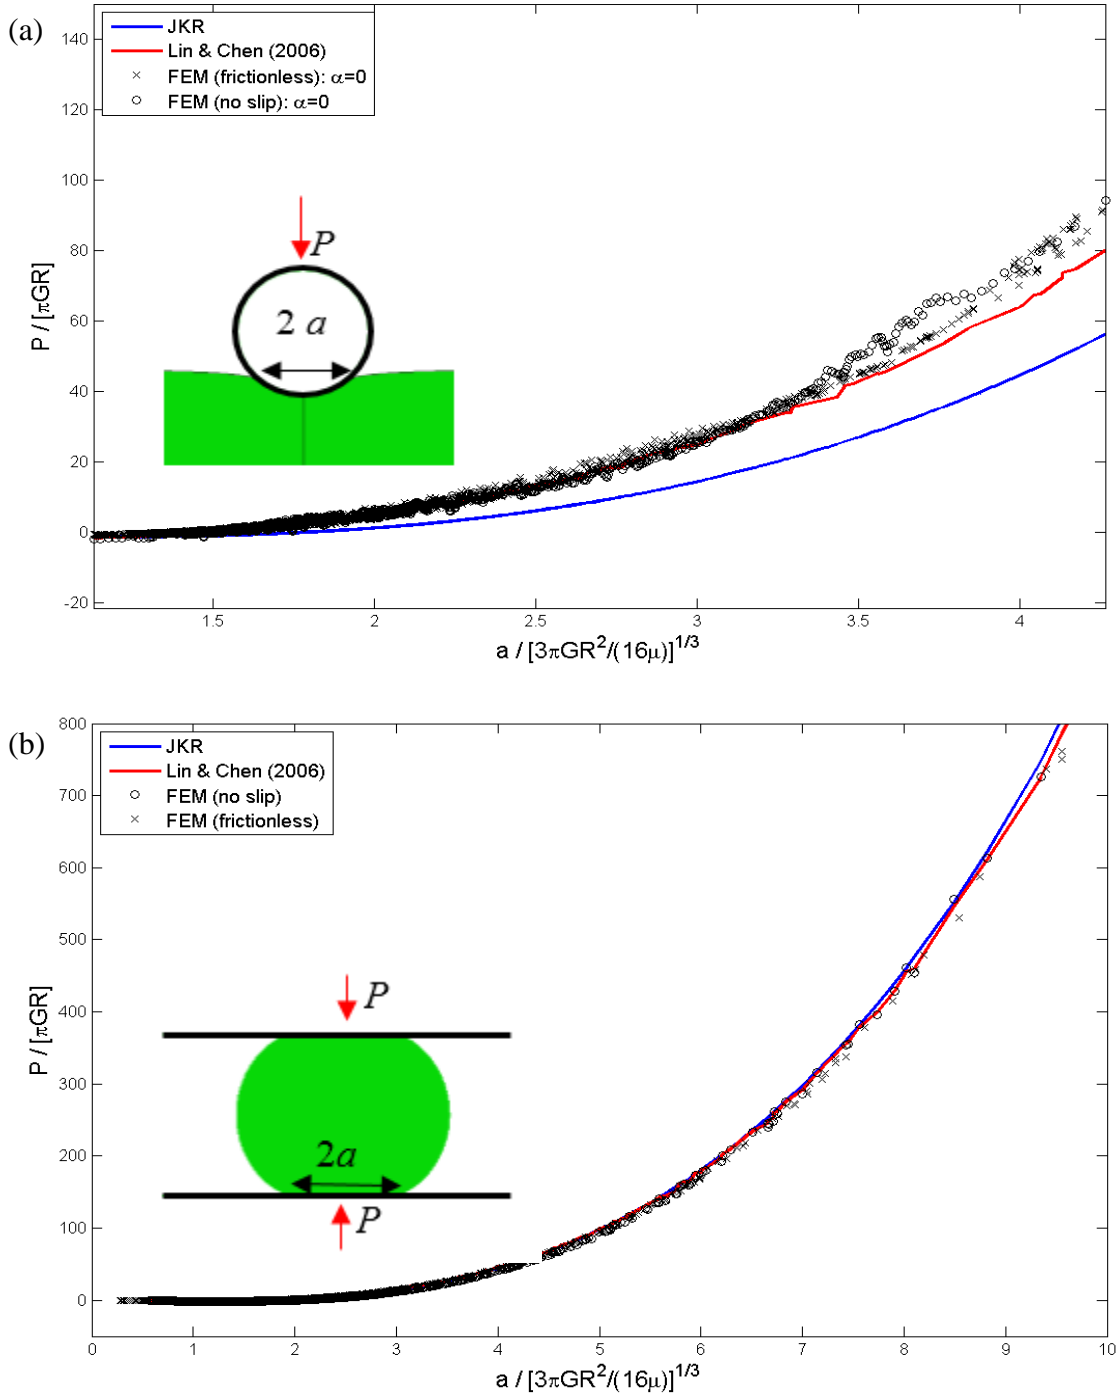 (a)
150
JKR
Lin & Chen (2006)
FEM (frictionless): α=0
FEM (no slip): α=0
120
100
80
60
40
20
0
-20
P / [πGR]
P
2 a
1.5 2 2.5 3 3.5 4
a / [3πGR²/(16μ)]^1/3
(b)
800
JKR
Lin & Chen (2006)
FEM (no slip)
FEM (frictionless)
700
600
500
400
300
200
100
0
P / [πGR]
P
2a
P
0 1 2 3 4 5 6 7 8 9 10
a / [3πGR²/(16μ)]^1/3